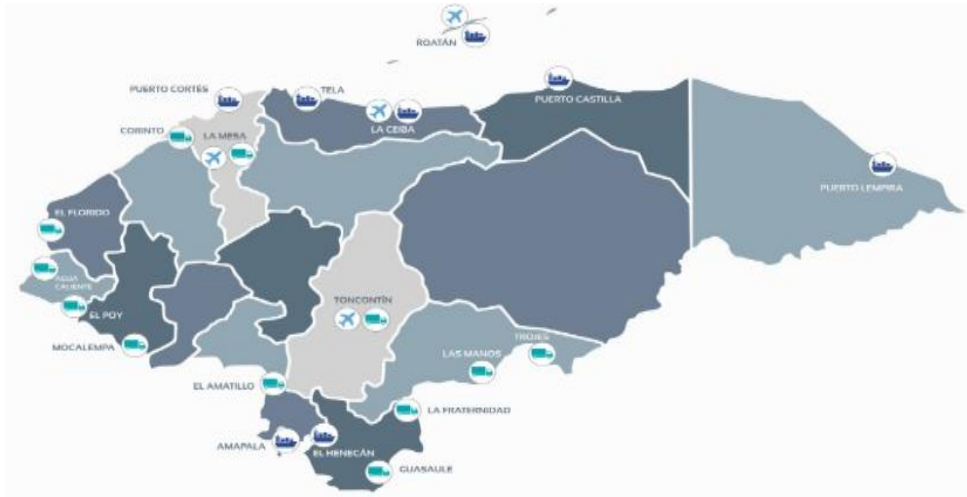 ROATÁN
PUERTO CORTÉS
TELA
PUERTO CASTILLA
CORINTO
LA MESA
LA CEIBA
PUERTO LEMPIRA
EL FLORIDO
AGUA
CALIENTE
EL POY
TONCONTÍN
MOCALEMPA
LAS MANOS
TROJES
EL AMATILLO
LA FRATERNIDAD
AMAPALA
EL HENECÁN
GUASAULE